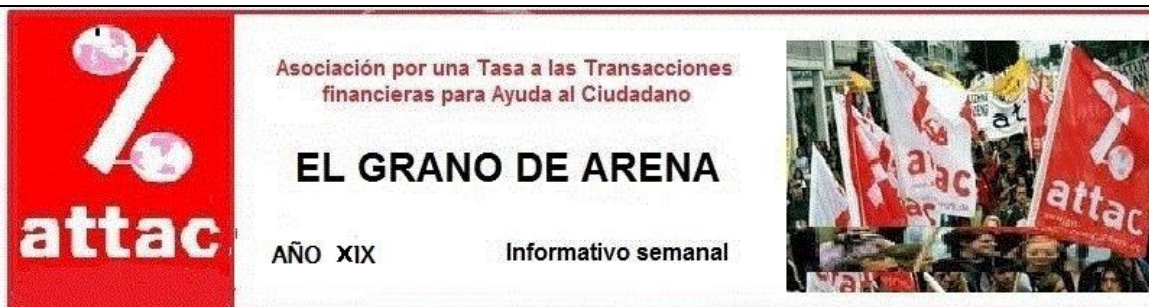 attac
Asociación por una Tasa a las Transacciones
financieras para Ayuda al Ciudadano
EL GRANO DE ARENA
AÑO XIX
Informativo semanal
attac
attac